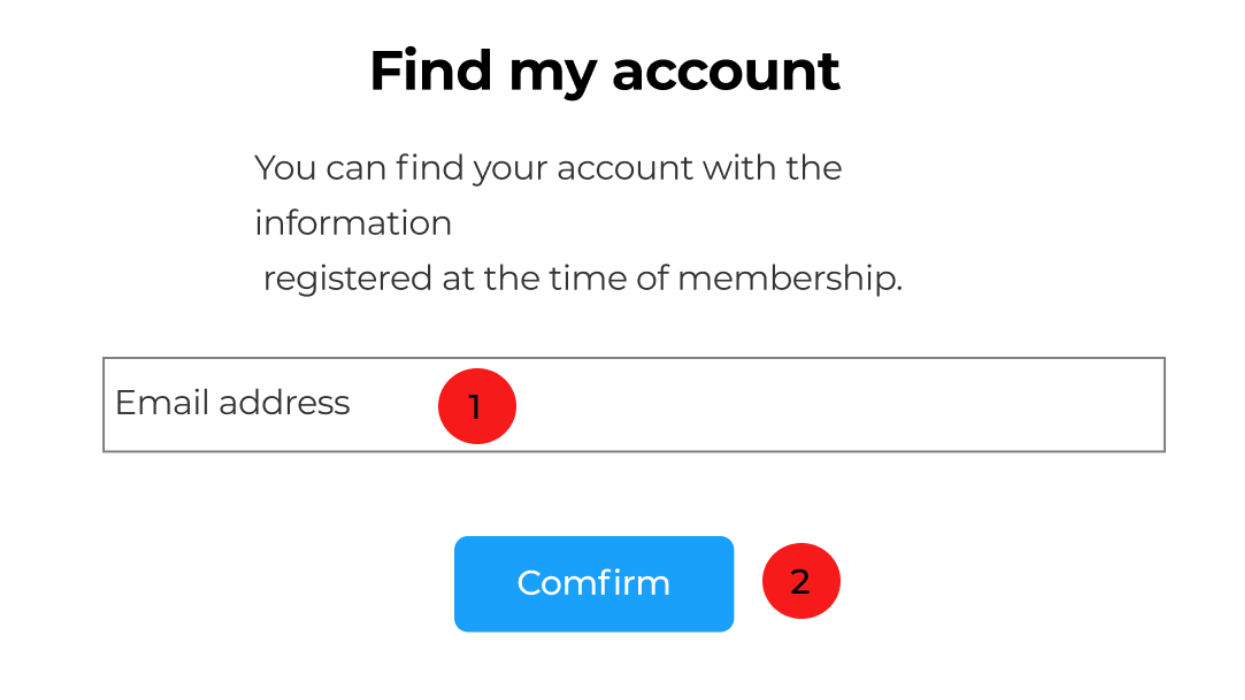 Find my account
You can find your account with the
information
registered at the time of membership.
Email address 1
Comfirm 2